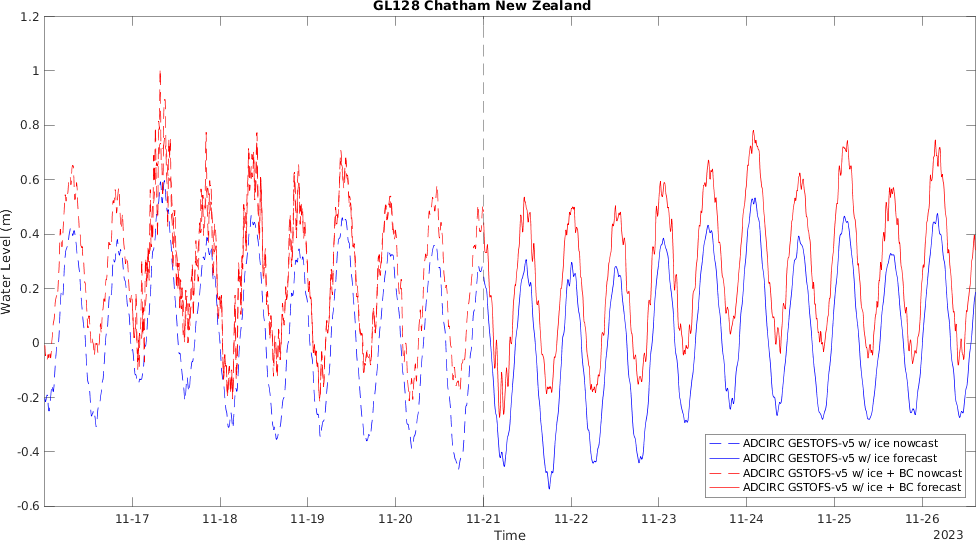 GL128 Chatham New Zealand
1.2
1
0.8
0.6
0.4
0.2
0
-0.2
-0.4
-0.6
Water Level (m)
ADCIRC GESTOFS-v5 w/ ice nowcast
ADCIRC GESTOFS-v5 w/ ice forecast
ADCIRC GSTOFS-v5 w/ ice + BC nowcast
ADCIRC GSTOFS-v5 w/ ice + BC forecast
11-17 11-18 11-19 11-20 11-21 11-22 11-23 11-24 11-25 11-26
Time
2023